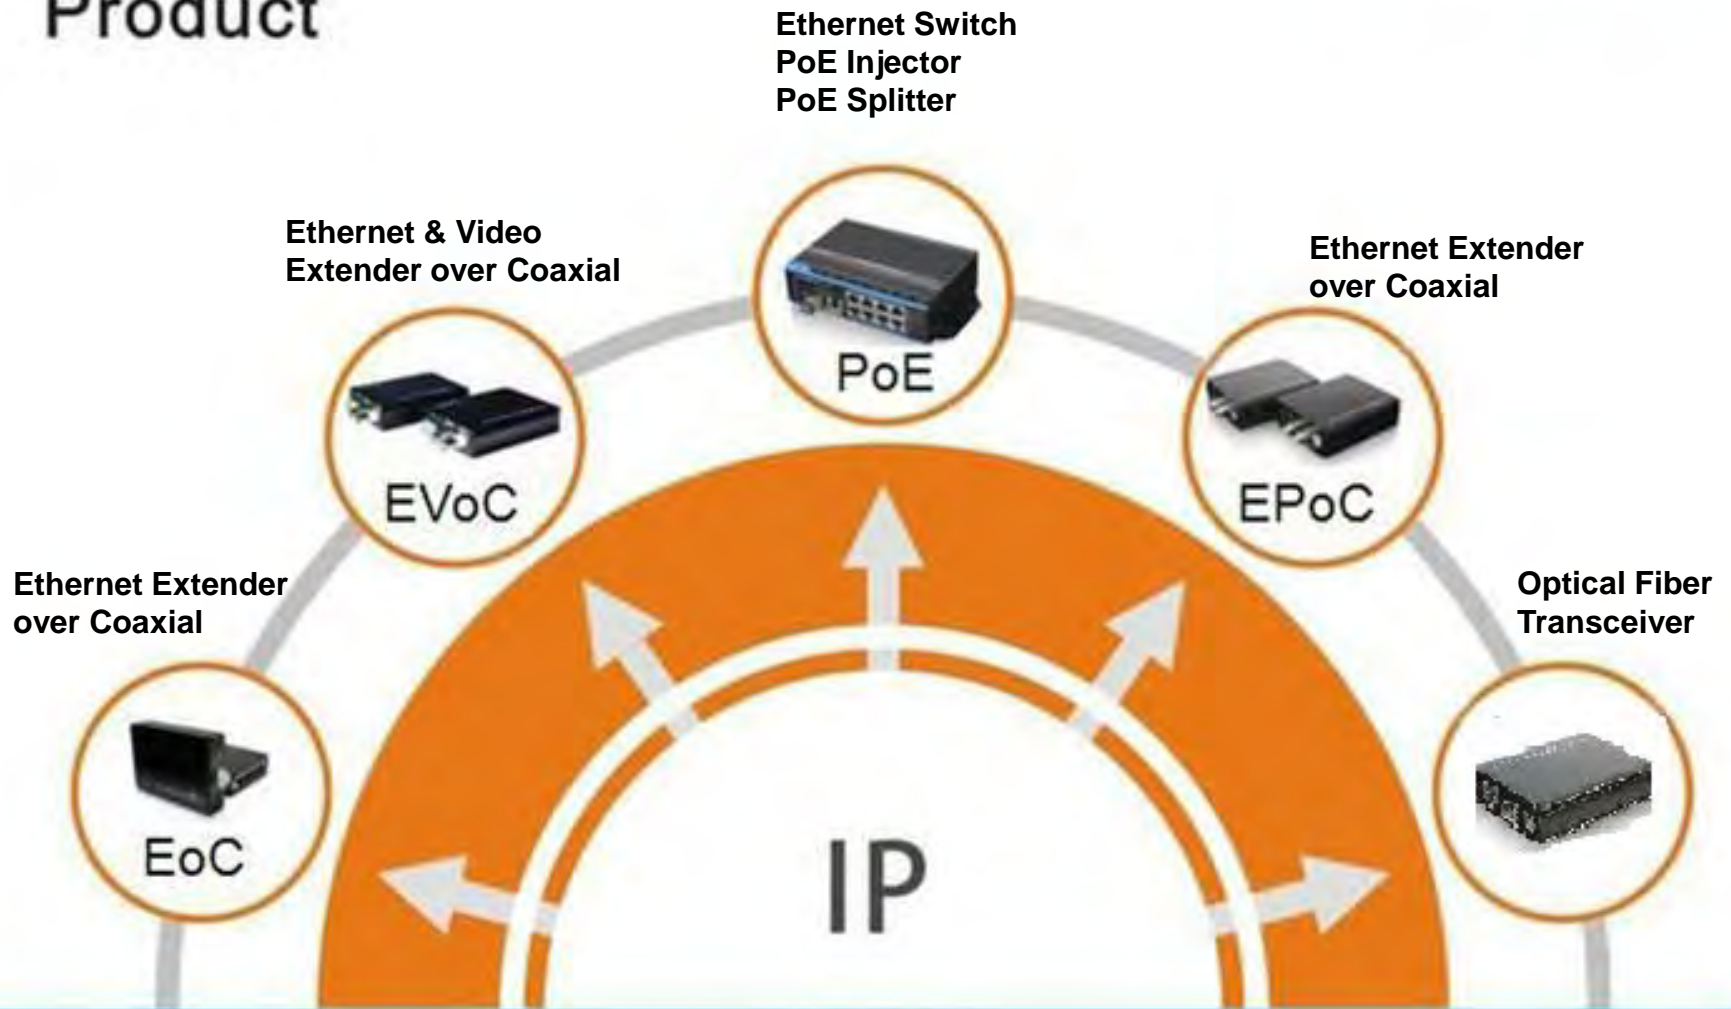 Product
Ethernet Switch
PoE Injector
PoE Splitter
Ethernet & Video
Extender over Coaxial
Ethernet Extender
over Coaxial
PoE
EVoC
EPoC
Ethernet Extender
over Coaxial
Optical Fiber
Transceiver
EoC
IP